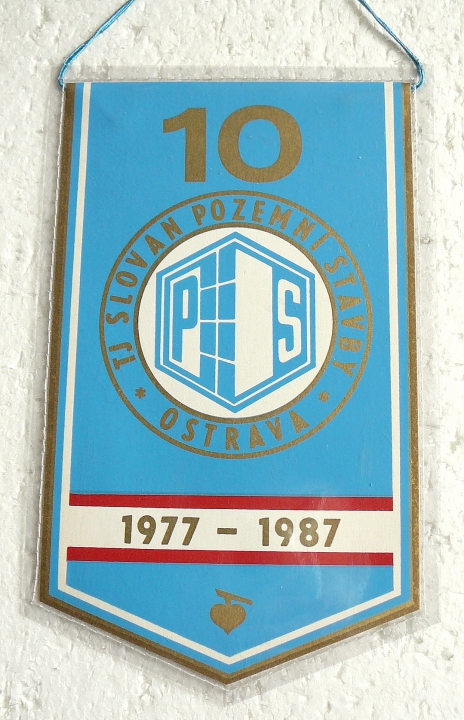 10
TJ SLOVAN POZEMNÍ STAVBY
* OSTRAVA *
P S
1977 - 1987